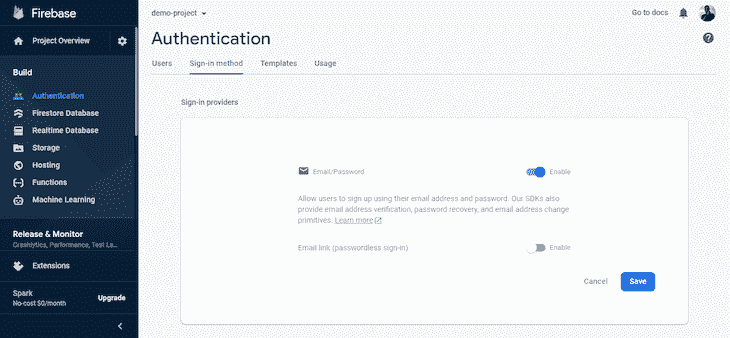 Firebase
demo-project
Go to docs
Project Overview
Authentication
Users Sign-in method Templates Usage
Build
Authentication
Firestore Database
Realtime Database
Storage
Hosting
Functions
Machine Learning
Release & Monitor
Crashlytics, Performance, Test La...
Extensions
Spark
No-cost $0/month
Upgrade
Sign-in providers
Email/Password
Enable
Allow users to sign up using their email address and password. Our SDKs also
provide email address verification, password recovery, and email address change
primitives. Learn more
Email link (passwordless sign-in)
Enable
Cancel
Save